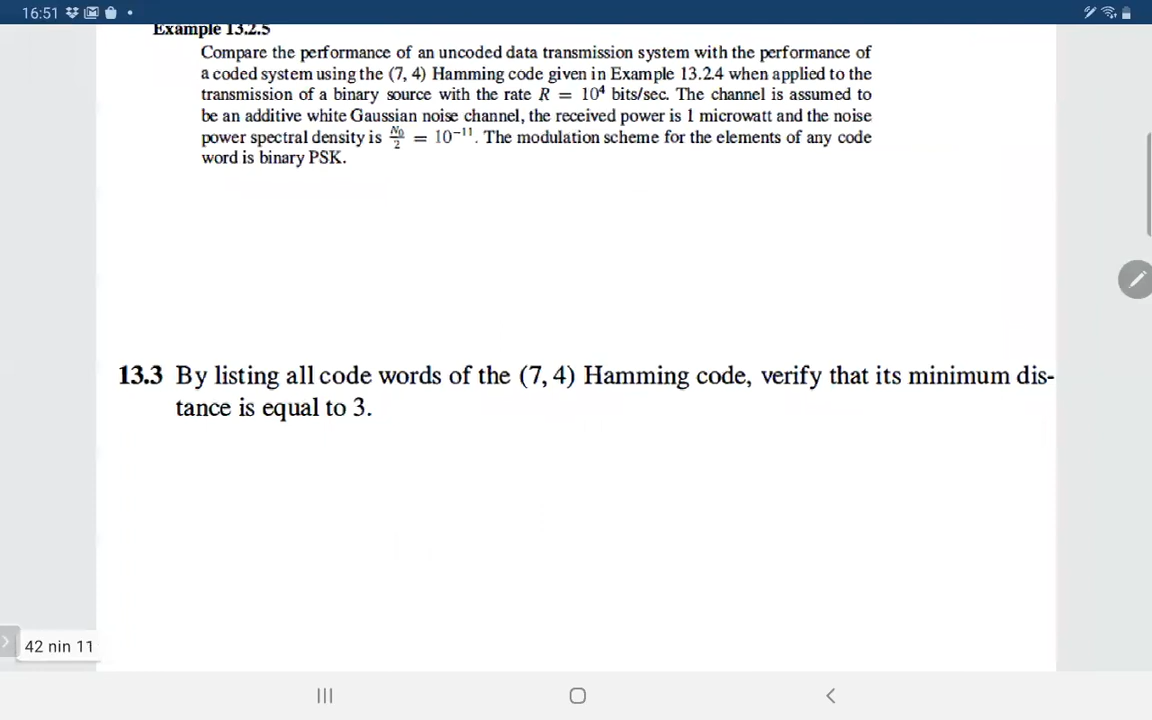 16:51
Example 13.2.5
Compare the performance of an uncoded data transmission system with the performance of
a coded system using the (7, 4) Hamming code given in Example 13.2.4 when applied to the
transmission of a binary source with the rate R = 10⁴ bits/sec. The channel is assumed to
be an additive white Gaussian noise channel, the received power is 1 microwatt and the noise
power spectral density is N₀/2 = 10⁻¹¹. The modulation scheme for the elements of any code
word is binary PSK.
13.3 By listing all code words of the (7, 4) Hamming code, verify that its minimum dis-
tance is equal to 3.
42 nin 11